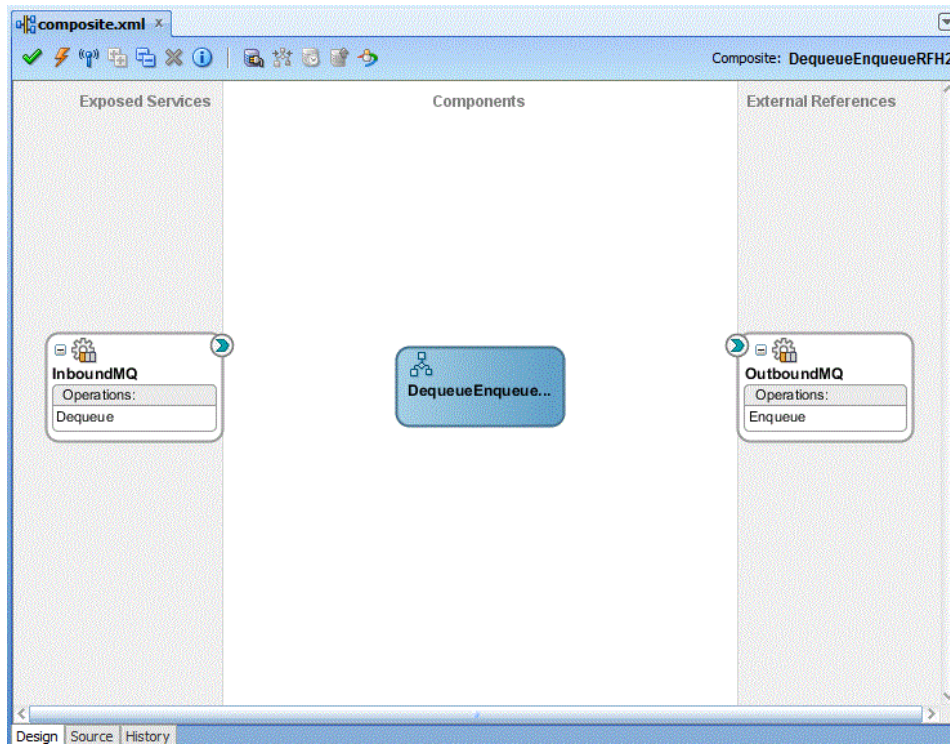 composite.xml
Composite: DequeueEnqueueRFH2
Exposed Services
Components
External References
InboundMQ
Operations:
Dequeue
DequeueEnqueue...
OutboundMQ
Operations:
Enqueue
Design Source History